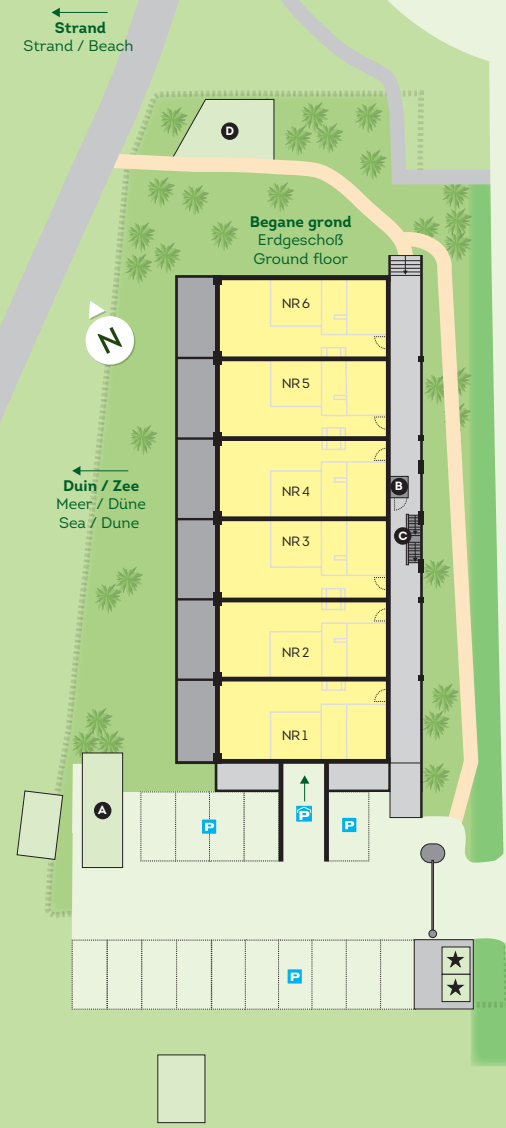 Strand
Strand / Beach
D
Begane grond
Erdgeschoß
Ground floor
NR 6
N
NR 5
Duin / Zee
Meer / Düne
Sea / Dune
NR 4
B
C
NR 3
NR 2
NR 1
A
P
P
P
P